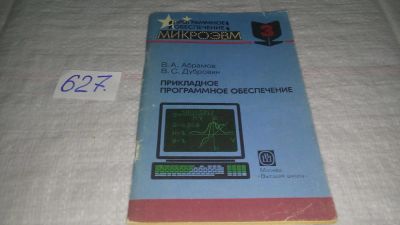 627.
ПРОГРАММНОЕ
ОБЕСПЕЧЕНИЕ
МИКРОЭВМ
3
В. А. Абрамов
В. С. Дубровин
ПРИКЛАДНОЕ
ПРОГРАММНОЕ ОБЕСПЕЧЕНИЕ
Москва
«Высшая школа»